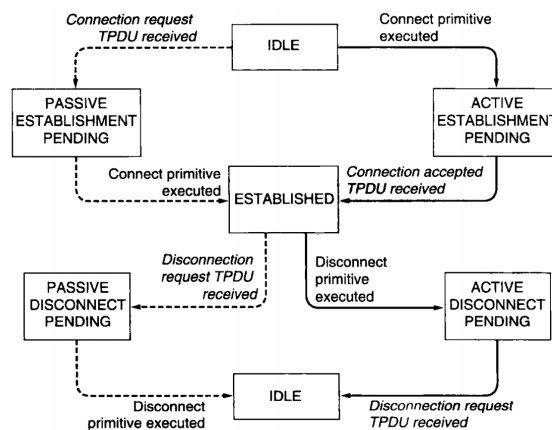 Connection request
TPDU received
IDLE
Connect primitive
executed
PASSIVE
ESTABLISHMENT
PENDING
ACTIVE
ESTABLISHMENT
PENDING
Connect primitive
executed
ESTABLISHED
Connection accepted
TPDU received
Disconnection
request TPDU
received
Disconnect
primitive
executed
PASSIVE
DISCONNECT
PENDING
ACTIVE
DISCONNECT
PENDING
Disconnect
primitive executed
IDLE
Disconnection request
TPDU received